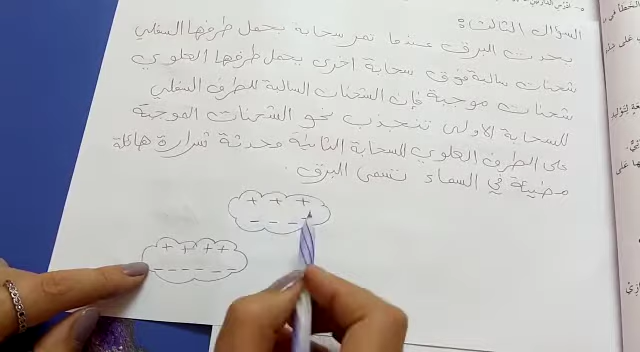 السؤال الثالث:
يحدث البرق عندما تمر سحابة يحمل طرفها السفلي
شحنات سالبة فوق سحابة اخرى يحمل طرفها العلوي
شحنات موجبة فإن الشحنات السالبة للطرف السفلي
للسحابة الاولى تنجذب نحو الشحنات الموجبة
على الطرف العلوي للسحابة الثانية محدثة شرارة هائلة
مضيئة في السماء تسمى البرق.
+ + +
- - - -
+ + + +
- - - - - - -